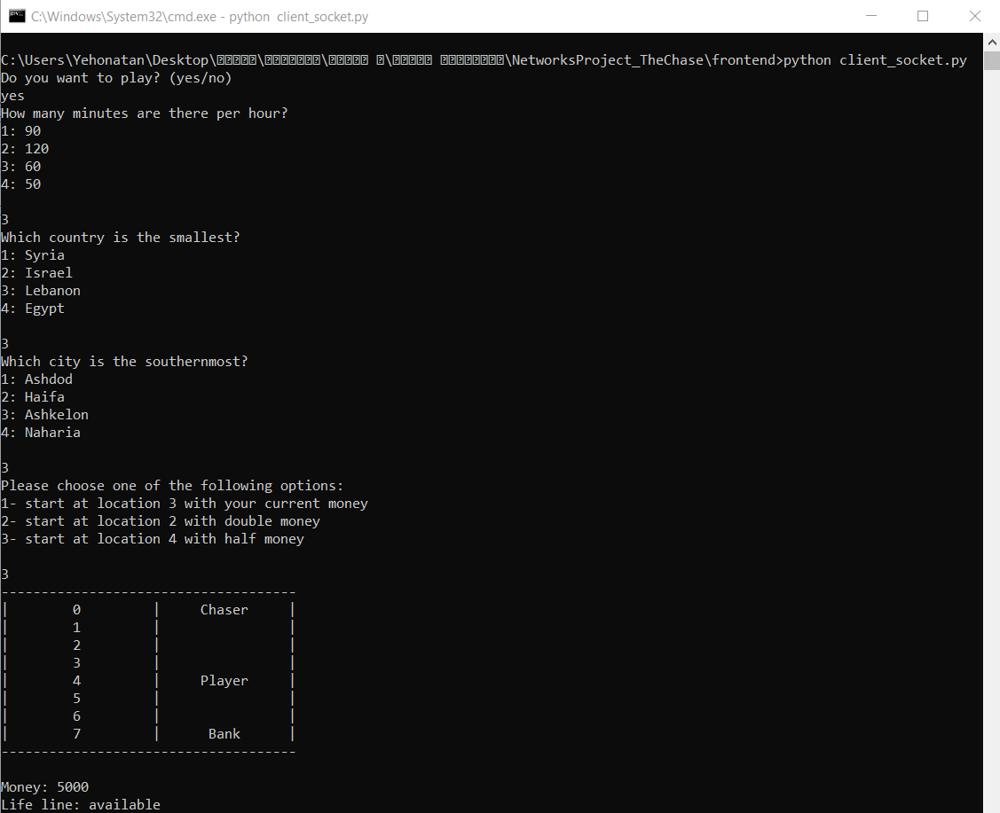 C:\Windows\System32\cmd.exe - python client_socket.py
C:\Users\Yehonatan\Desktop\ \NetworksProject_TheChase\frontend>python client_socket.py
Do you want to play? (yes/no)
yes
How many minutes are there per hour?
1: 90
2: 120
3: 60
4: 50
3
Which country is the smallest?
1: Syria
2: Israel
3: Lebanon
4: Egypt
3
Which city is the southernmost?
1: Ashdod
2: Haifa
3: Ashkelon
4: Naharia
3
Please choose one of the following options:
1- start at location 3 with your current money
2- start at location 2 with double money
3- start at location 4 with half money
3
-------------------------------------
| 0 | Chaser |
| 1 | |
| 2 | |
| 3 | |
| 4 | Player |
| 5 | |
| 6 | |
| 7 | Bank |
-------------------------------------
Money: 5000
Life line: available